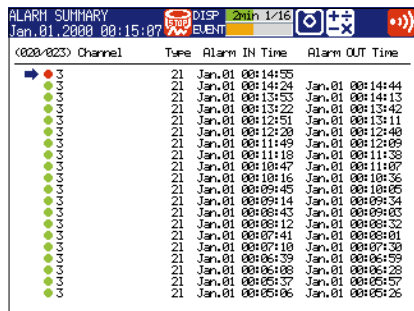 ALARM SUMMARY
Jan.01.2000 00:15:07
STOP
DISP 2min 1/16
EVENT
(020/023) Channel Type Alarm IN Time Alarm OUT Time
3 21 Jan.01 00:14:55
3 21 Jan.01 00:14:24 Jan.01 00:14:44
3 21 Jan.01 00:13:53 Jan.01 00:14:13
3 21 Jan.01 00:13:22 Jan.01 00:13:42
3 21 Jan.01 00:12:51 Jan.01 00:13:11
3 21 Jan.01 00:12:20 Jan.01 00:12:40
3 21 Jan.01 00:11:49 Jan.01 00:12:09
3 21 Jan.01 00:11:18 Jan.01 00:11:38
3 21 Jan.01 00:10:47 Jan.01 00:11:07
3 21 Jan.01 00:10:16 Jan.01 00:10:36
3 21 Jan.01 00:09:45 Jan.01 00:10:05
3 21 Jan.01 00:09:14 Jan.01 00:09:34
3 21 Jan.01 00:08:43 Jan.01 00:09:03
3 21 Jan.01 00:08:12 Jan.01 00:08:32
3 21 Jan.01 00:07:41 Jan.01 00:08:01
3 21 Jan.01 00:07:10 Jan.01 00:07:30
3 21 Jan.01 00:06:39 Jan.01 00:06:59
3 21 Jan.01 00:06:08 Jan.01 00:06:28
3 21 Jan.01 00:05:37 Jan.01 00:05:57
3 21 Jan.01 00:05:06 Jan.01 00:05:26